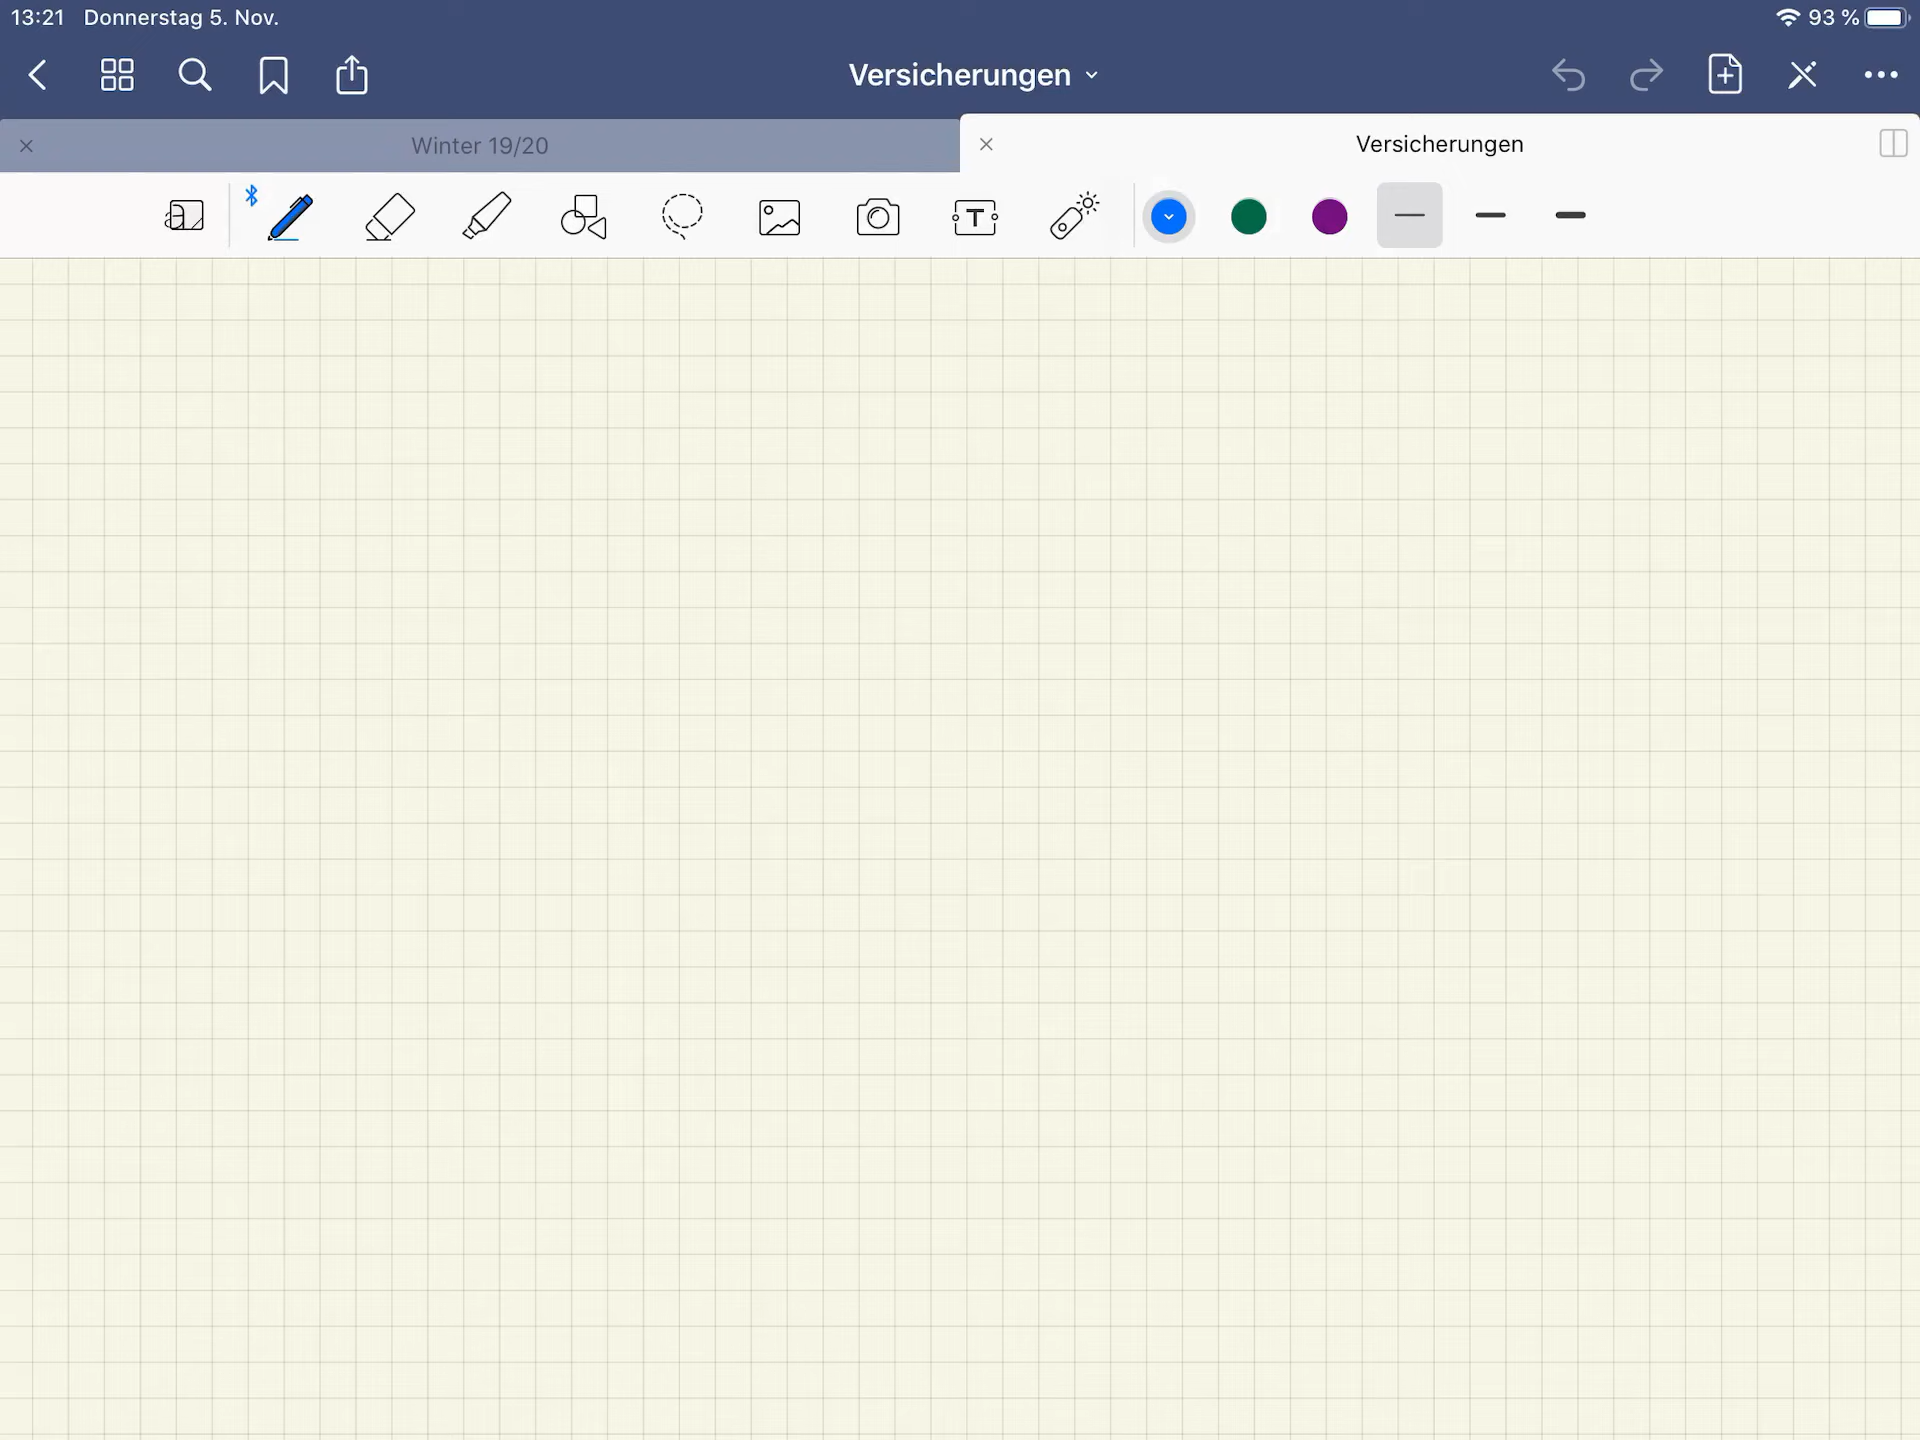 13:21 Donnerstag 5. Nov. 93 %
Versicherungen
Winter 19/20 Versicherungen
T